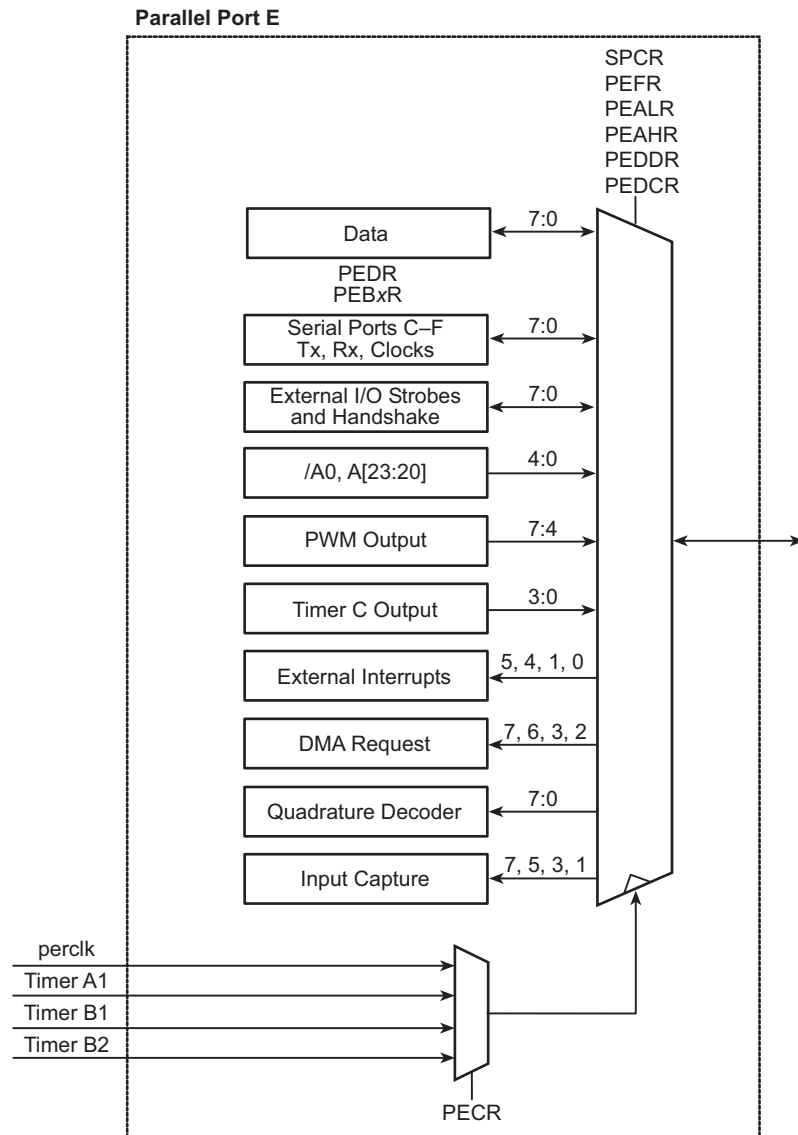 Parallel Port E
SPCR
PEFR
PEALR
PEAHR
PEDDR
PEDCR
Data
7:0
PEDR
PEBxR
Serial Ports C–F
Tx, Rx, Clocks
7:0
External I/O Strobes
and Handshake
7:0
/A0, A[23:20]
4:0
PWM Output
7:4
Timer C Output
3:0
External Interrupts
5, 4, 1, 0
DMA Request
7, 6, 3, 2
Quadrature Decoder
7:0
Input Capture
7, 5, 3, 1
perclk
Timer A1
Timer B1
Timer B2
PECR